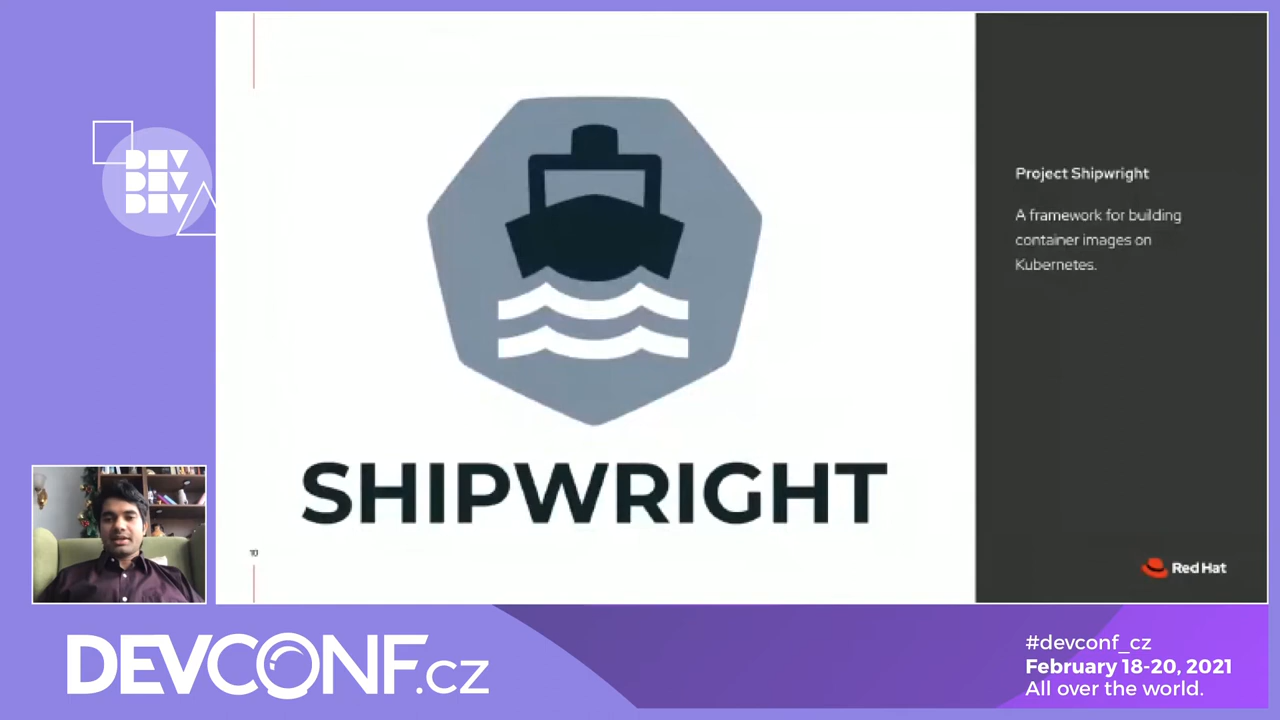 DEV
DEV
DEV
SHIPWRIGHT
10
Project Shipwright
A framework for building
container images on
Kubernetes.
Red Hat
DEVCONF.cz
#devconf_cz
February 18-20, 2021
All over the world.